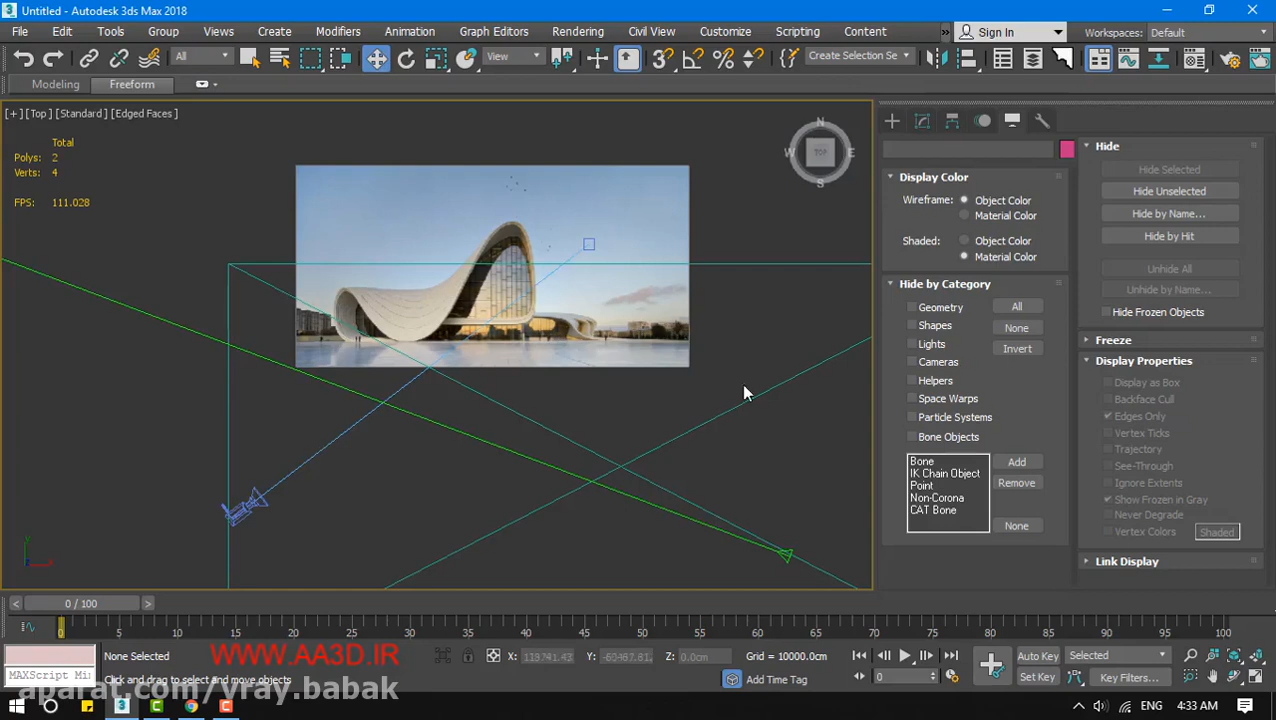 Untitled - Autodesk 3ds Max 2018
File Edit Tools Group Views Create Modifiers Animation Graph Editors Rendering Civil View Customize Scripting Content » Sign In Workspaces: Default
All View Create Selection Se
Modeling Freeform
[+] [Top] [Standard] [Edged Faces]
Total
Polys: 2
Verts: 4
FPS: 111.028
N
W TOP E
S
Display Color
Wireframe: Object Color
Material Color
Shaded: Object Color
Material Color
Hide by Category
Geometry All
Shapes None
Lights Invert
Cameras
Helpers
Space Warps
Particle Systems
Bone Objects
Bone Add
IK Chain Object Remove
Point
Non-Corona
CAT Bone None
Hide
Hide Selected
Hide Unselected
Hide by Name...
Hide by Hit
Unhide All
Unhide by Name...
Hide Frozen Objects
Freeze
Display Properties
Display as Box
Backface Cull
Edges Only
Vertex Ticks
Trajectory
See-Through
Ignore Extents
Show Frozen in Gray
Never Degrade
Vertex Colors Shaded
Link Display
< 0 / 100 >
0 5 10 15 20 25 30 35 40 45 50 55 60 65 70 75 80 85 90 95 100
None Selected WWW.AA3D.IR X: 119741.43 Y: -60467.81 Z: 0.0cm Grid = 10000.0cm Auto Key Selected
MAXScript Mi Click and drag to select and move objects Add Time Tag 0 Set Key Key Filters...
aparat.com/vray.babak
ENG 4:33 AM